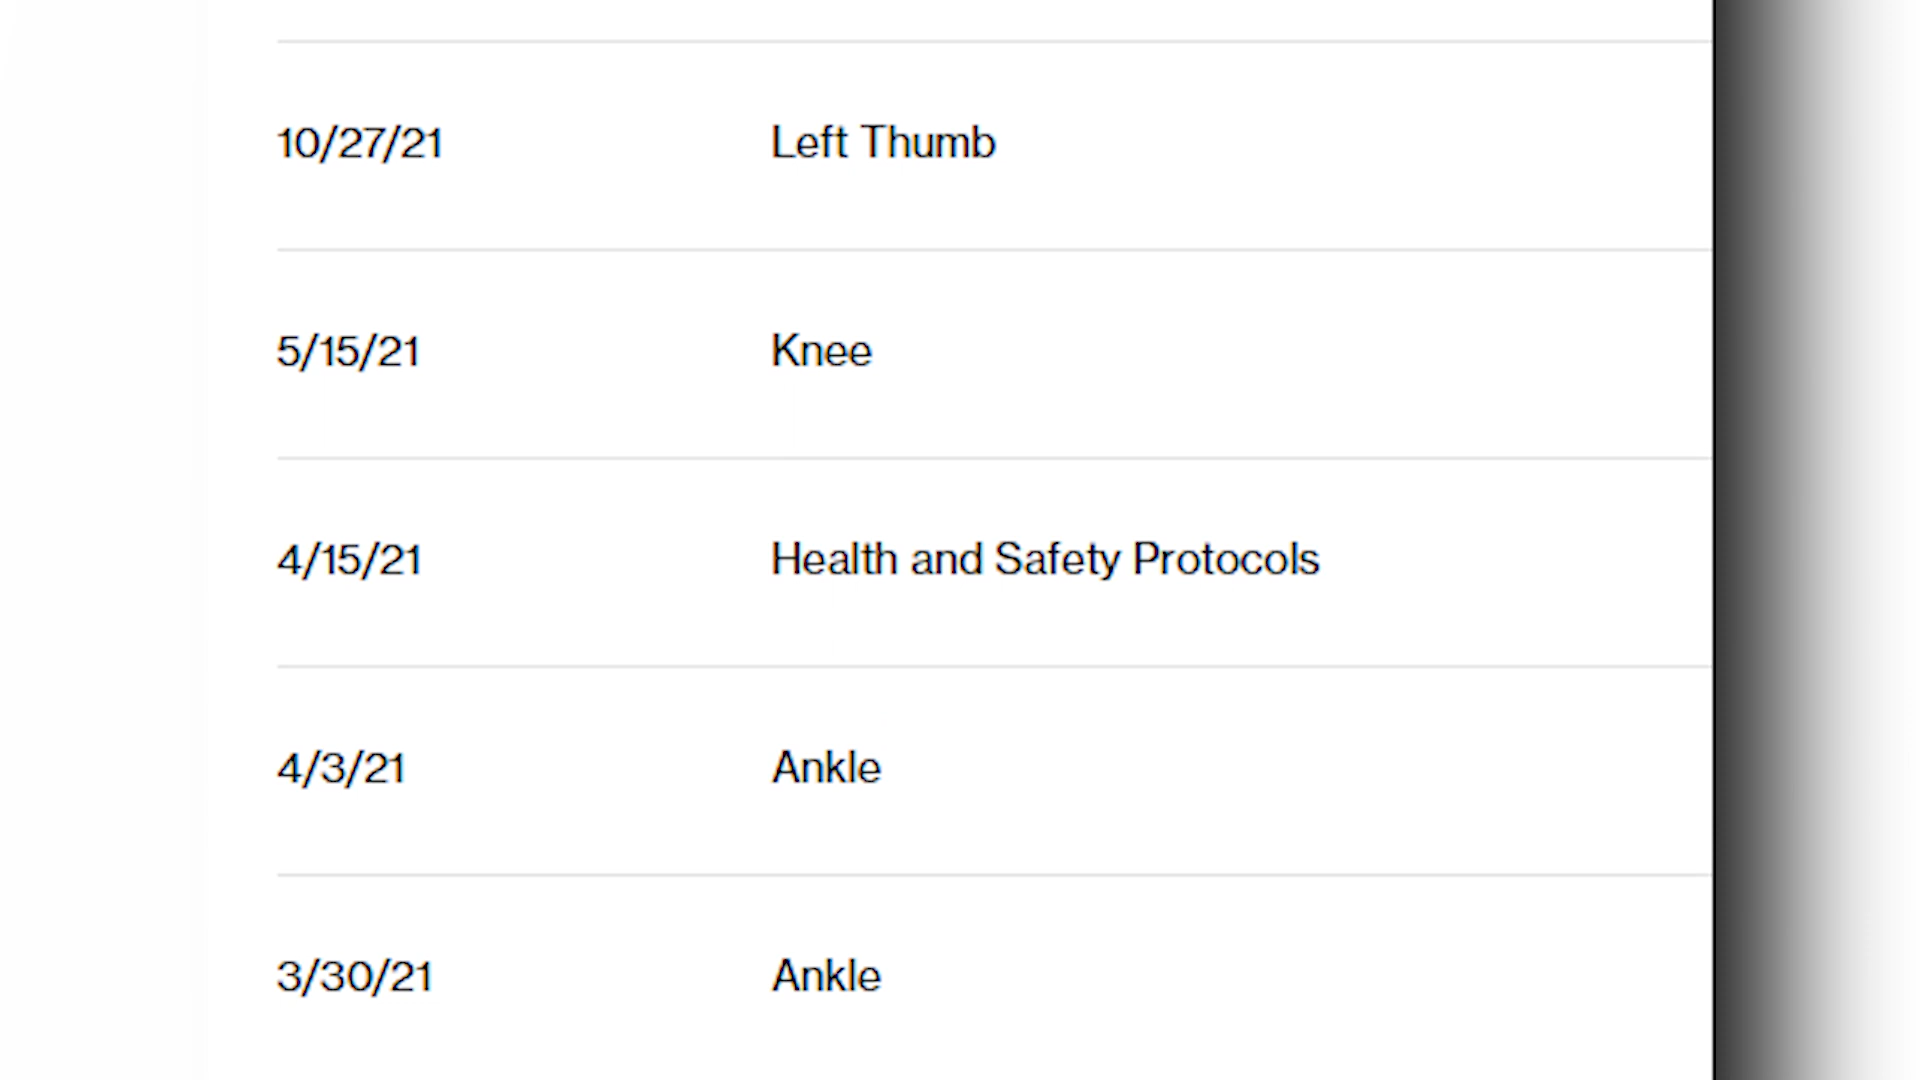 10/27/21 Left Thumb
5/15/21 Knee
4/15/21 Health and Safety Protocols
4/3/21 Ankle
3/30/21 Ankle